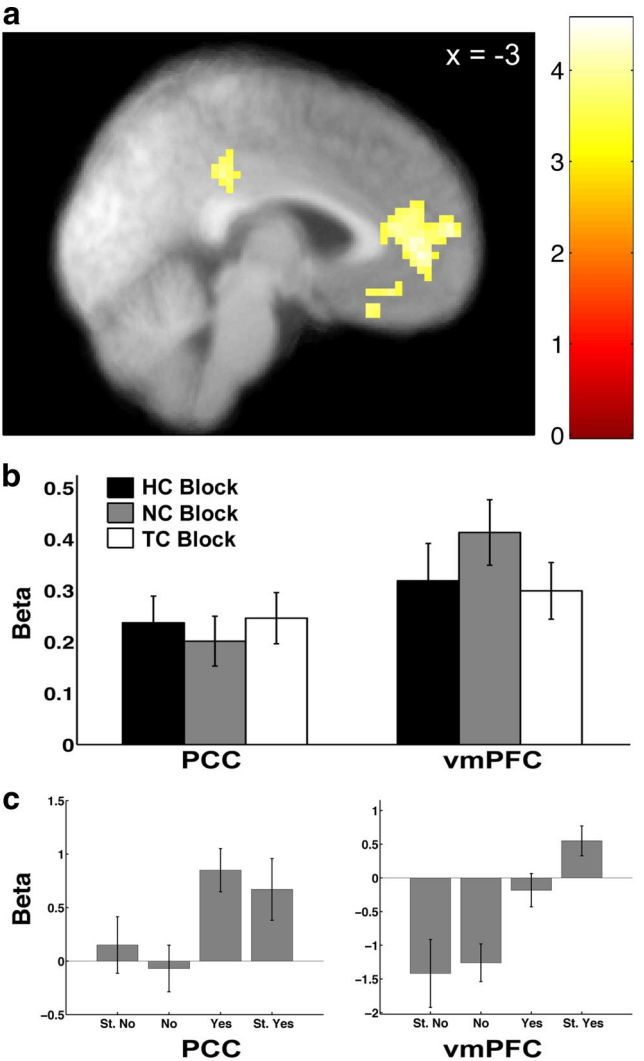 a
x = -3
4
3
2
1
0
b
HC Block
NC Block
TC Block
0.5
0.4
0.3
0.2
0.1
0
Beta
PCC
vmPFC
c
1.5
1
0.5
0
-0.5
Beta
St. No
No
Yes
St. Yes
PCC
1
0.5
0
-0.5
-1
-1.5
-2
St. No
No
Yes
St. Yes
vmPFC